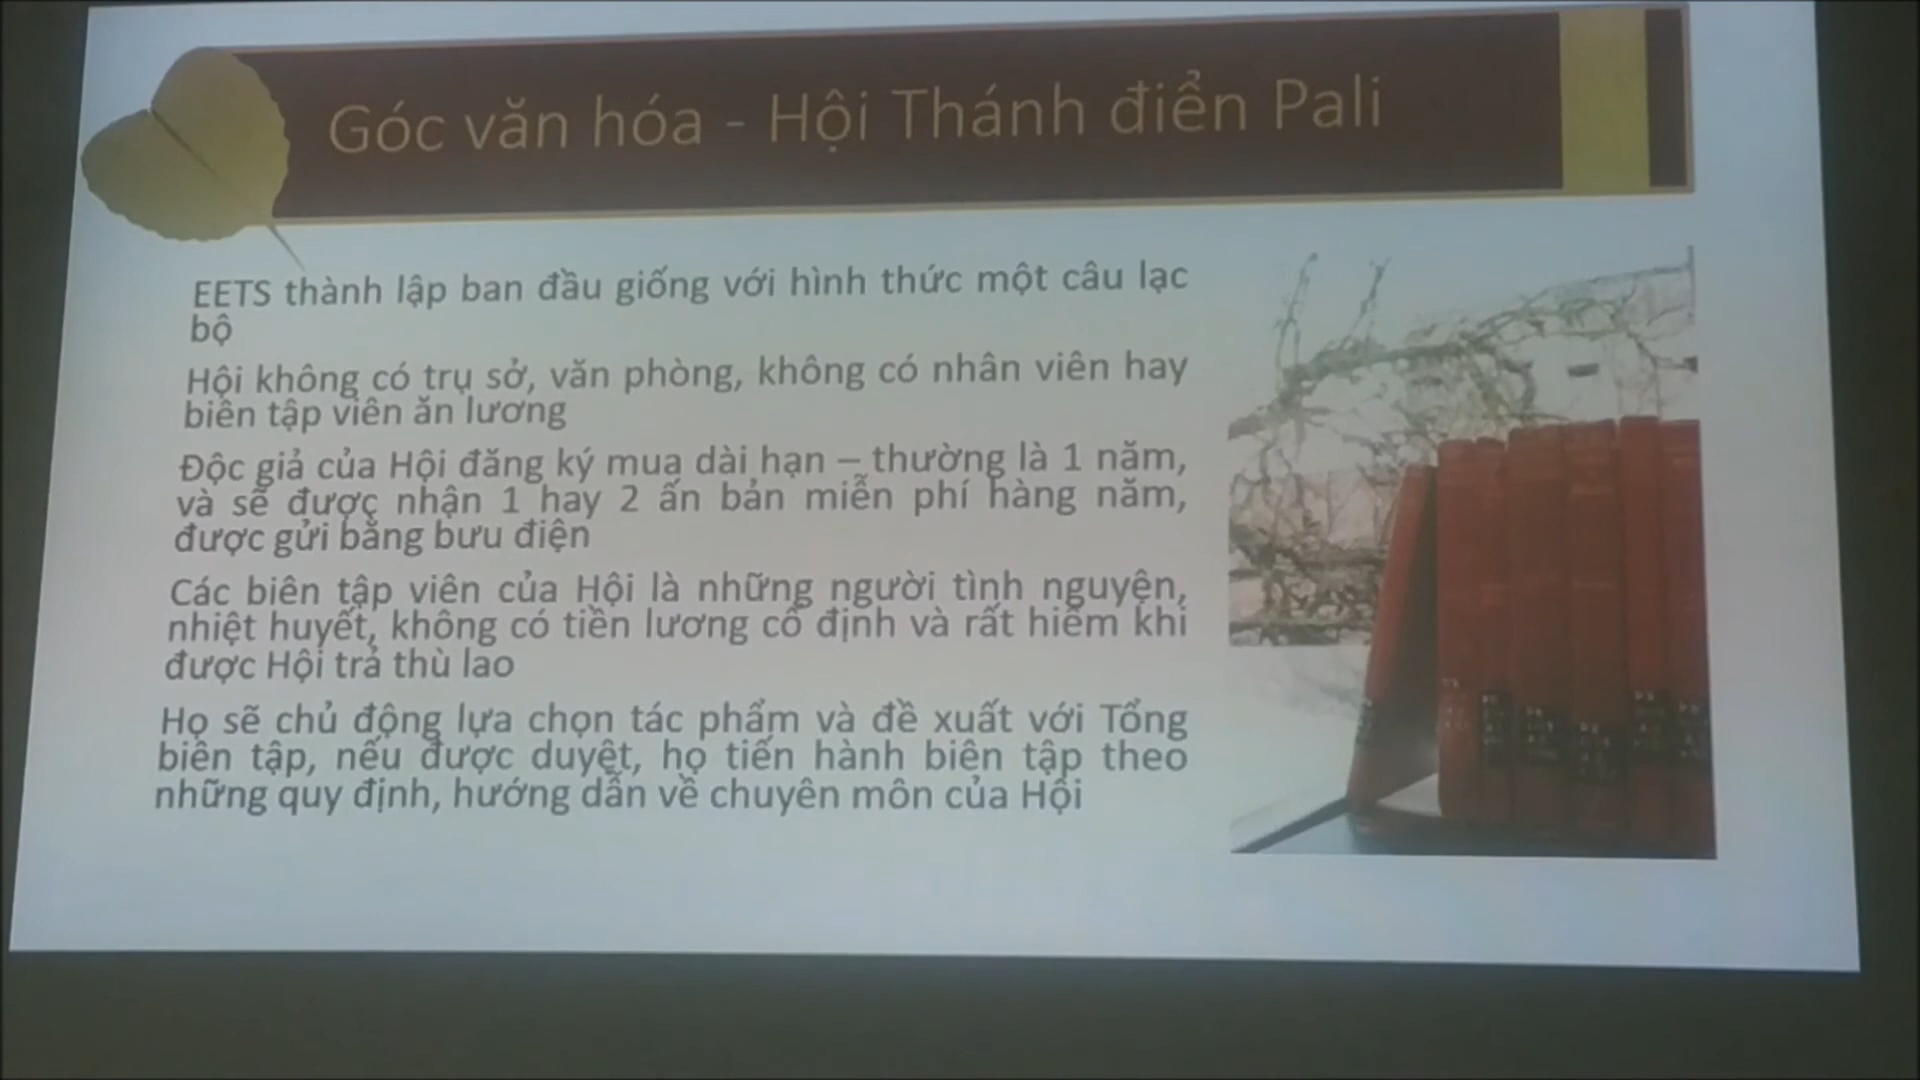 Góc văn hóa - Hội Thánh điển Pali
EETS thành lập ban đầu giống với hình thức một câu lạc
bộ
Hội không có trụ sở, văn phòng, không có nhân viên hay
biên tập viên ăn lương
Độc giả của Hội đăng ký mua dài hạn – thường là 1 năm,
và sẽ được nhận 1 hay 2 ấn bản miễn phí hàng năm,
được gửi bằng bưu điện
Các biên tập viên của Hội là những người tình nguyện,
nhiệt huyết, không có tiền lương cố định và rất hiếm khi
được Hội trả thù lao
Họ sẽ chủ động lựa chọn tác phẩm và đề xuất với Tổng
biên tập, nếu được duyệt, họ tiến hành biên tập theo
những quy định, hướng dẫn về chuyên môn của Hội